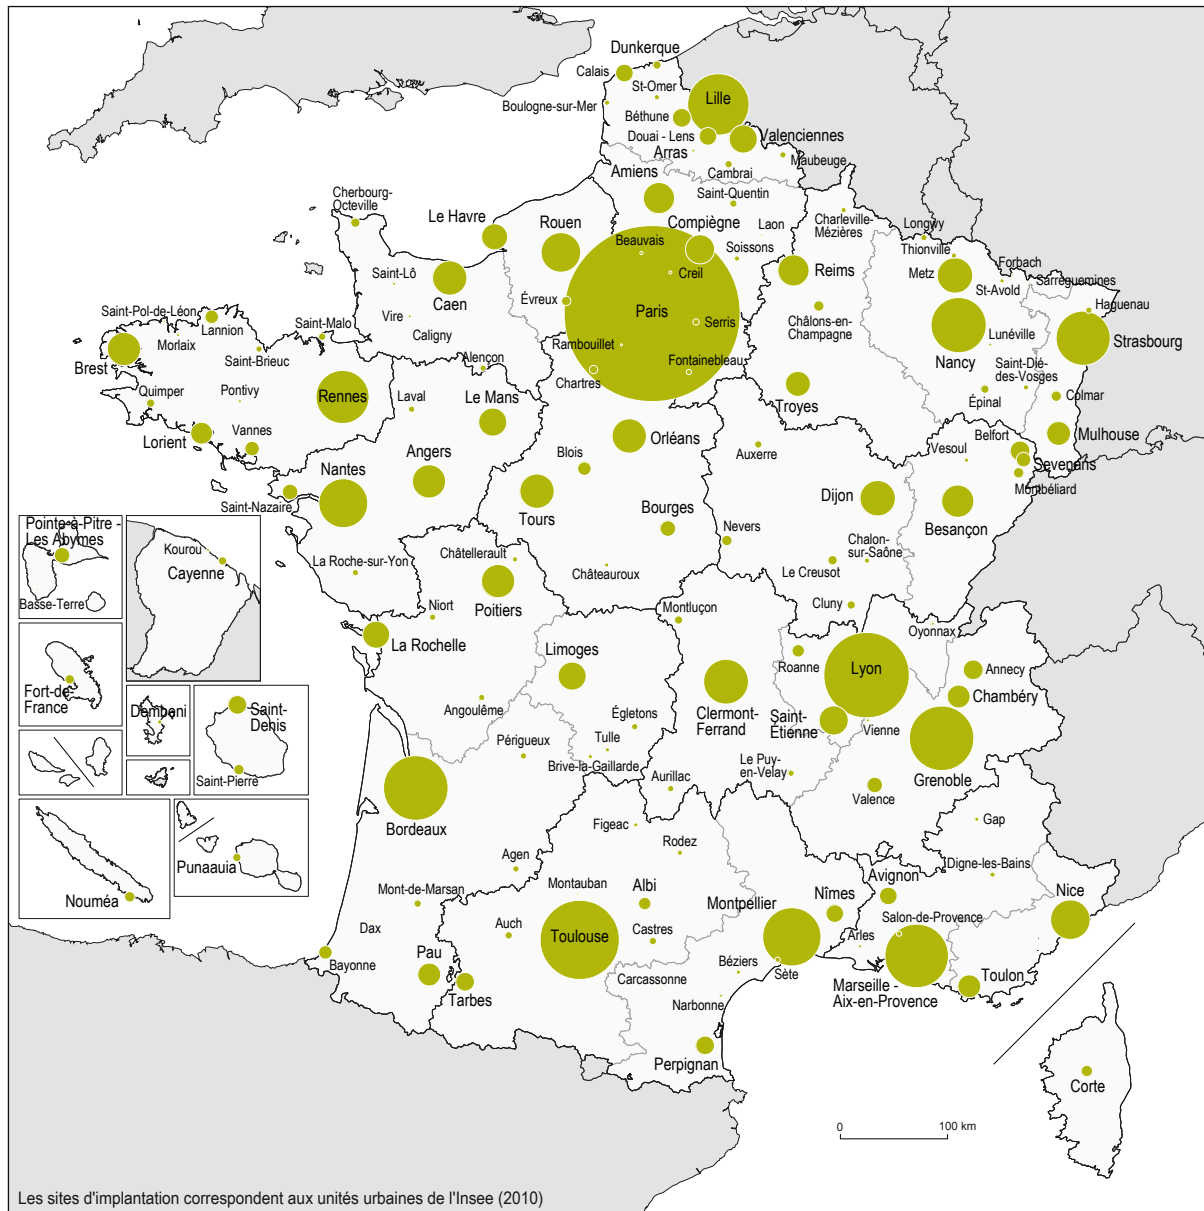 Dunkerque
Calais
St-Omer
Boulogne-sur-Mer
Lille
Béthune
Douai - Lens
Valenciennes
Arras
Maubeuge
Cambrai
Amiens
Saint-Quentin
Cherbourg-
Octeville
Le Havre
Rouen
Compiègne
Laon
Charleville-
Mézières
Longwy
Beauvais
Soissons
Thionville
Creil
Reims
Metz
Forbach
St-Avold
Sarreguemines
Saint-Lô
Caen
Évreux
Paris
Serris
Haguenau
Saint-Pol-de-Léon
Lannion
Saint-Malo
Vire
Caligny
Châlons-en-
Champagne
Lunéville
Strasbourg
Morlaix
Saint-Brieuc
Rambouillet
Nancy
Brest
Alençon
Fontainebleau
Saint-Dié-
des-Vosges
Chartres
Quimper
Pontivy
Rennes
Laval
Le Mans
Troyes
Épinal
Colmar
Lorient
Vannes
Orléans
Mulhouse
Nantes
Angers
Blois
Auxerre
Vesoul
Belfort
Sevenans
Montbéliard
Saint-Nazaire
Tours
Bourges
Dijon
Besançon
Pointe-à-Pitre -
Les Abymes
Kourou
Cayenne
Nevers
Chalon-
sur-Saône
La Roche-sur-Yon
Châtellerault
Châteauroux
Le Creusot
Basse-Terre
Poitiers
Niort
Montluçon
Cluny
Oyonnax
La Rochelle
Limoges
Roanne
Lyon
Annecy
Fort-de-
France
Dembeni
Saint-
Denis
Angoulême
Égletons
Clermont-
Ferrand
Saint-
Étienne
Vienne
Chambéry
Saint-Pierre
Périgueux
Tulle
Brive-la-Gaillarde
Aurillac
Le Puy-
en-Velay
Valence
Grenoble
Bordeaux
Figeac
Rodez
Gap
Punaauia
Nouméa
Agen
Mont-de-Marsan
Montauban
Albi
Montpellier
Nîmes
Avignon
Digne-les-Bains
Nice
Dax
Auch
Toulouse
Castres
Salon-de-Provence
Arles
Bayonne
Pau
Tarbes
Carcassonne
Béziers
Sète
Marseille -
Aix-en-Provence
Toulon
Narbonne
Perpignan
Corte
0
100 km
Les sites d'implantation correspondent aux unités urbaines de l'Insee (2010)